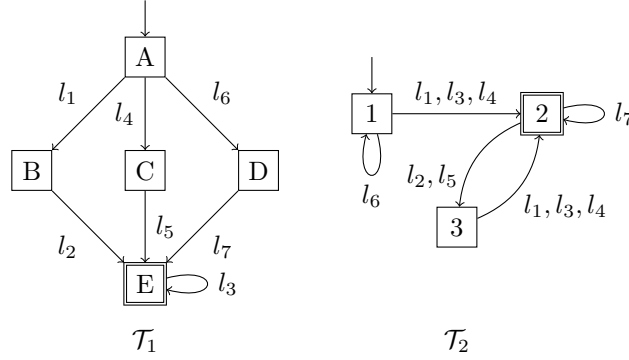 A
l₁
l₄
l₆
B
C
D
l₂
l₅
l₇
E
l₃
𝒯₁
1
l₁, l₃, l₄
2
l₇
l₆
l₂, l₅
3
l₁, l₃, l₄
𝒯₂